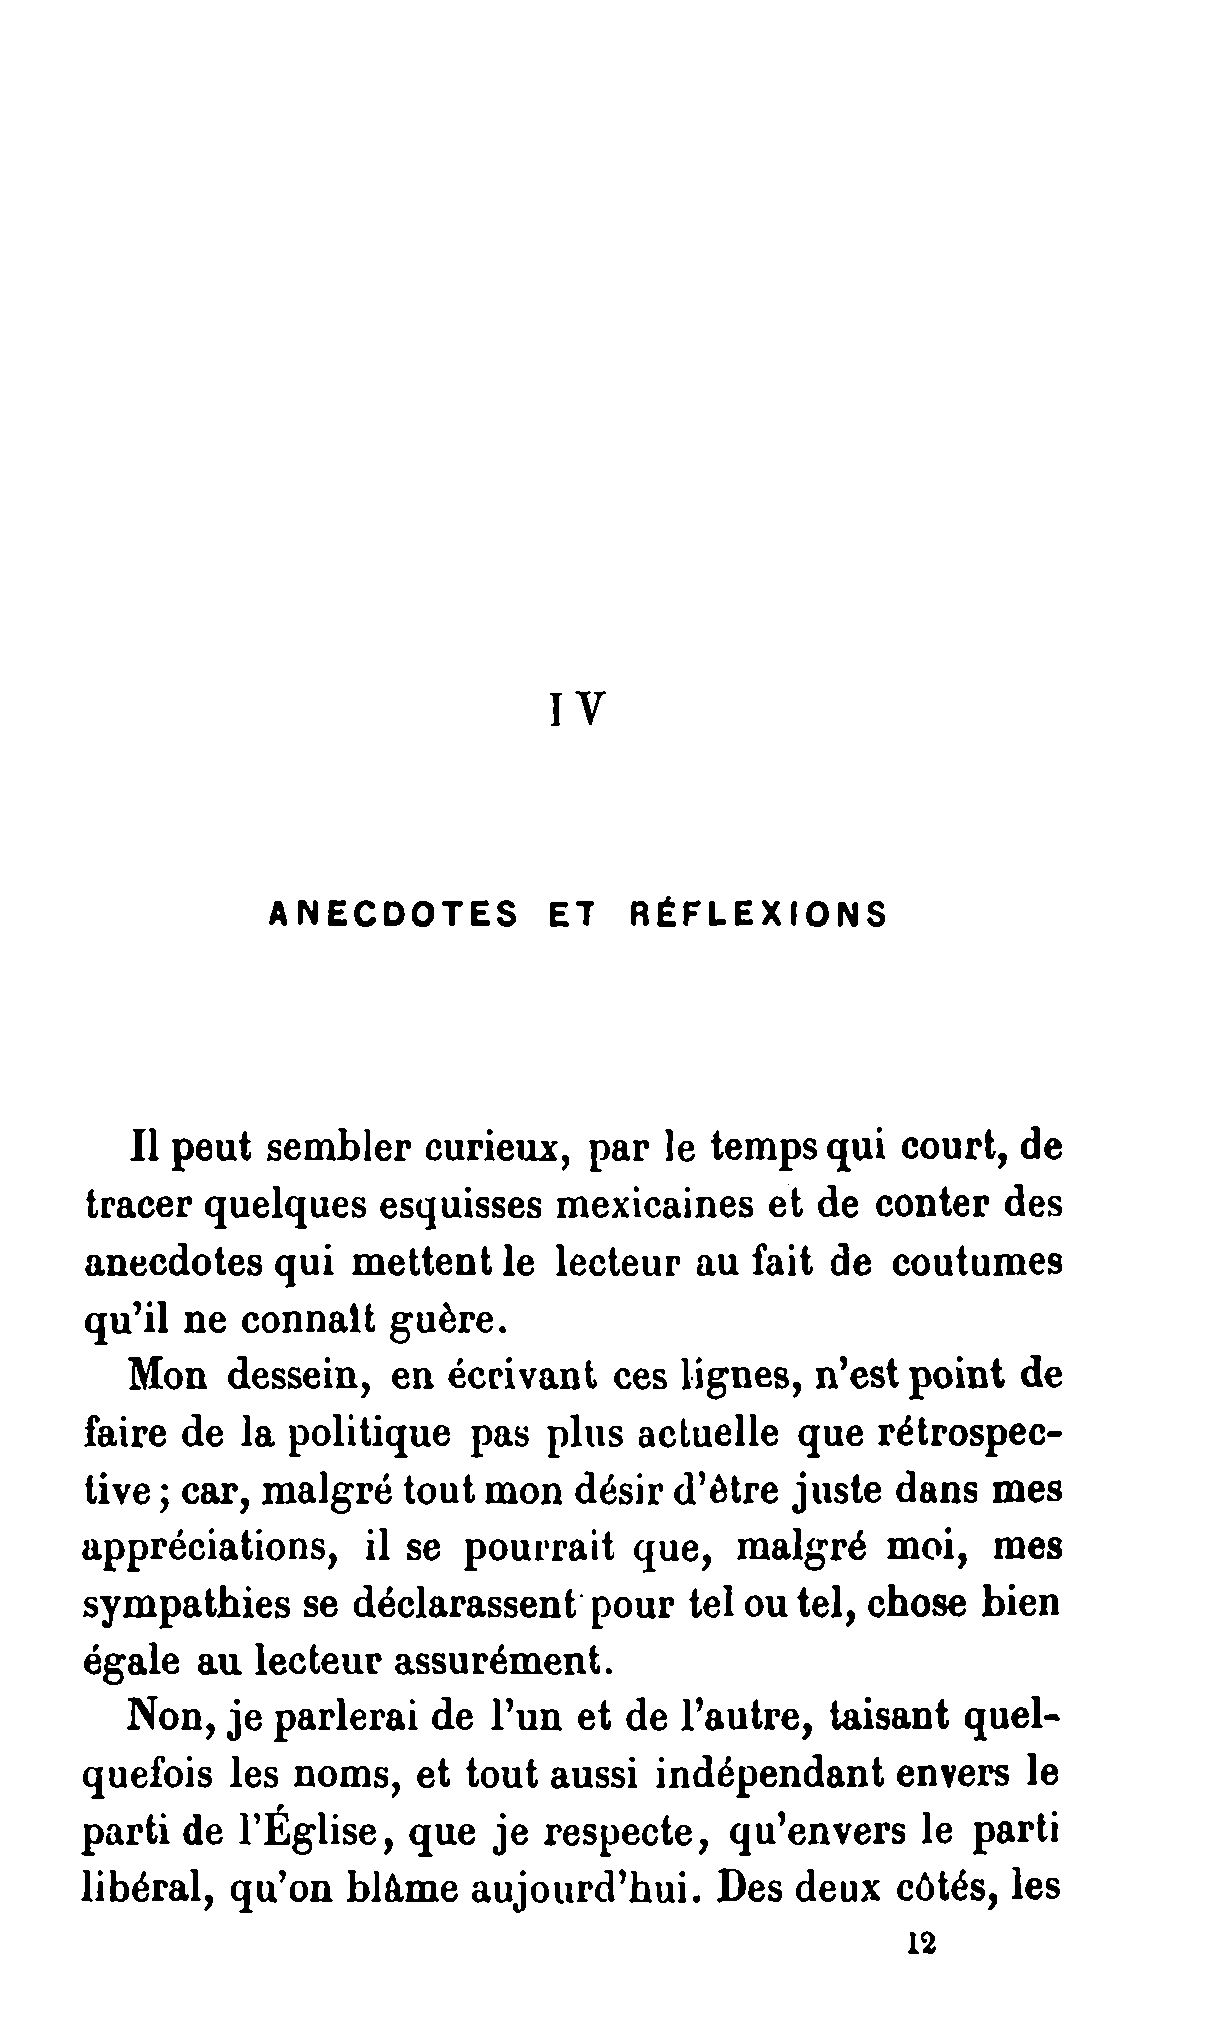 IV
ANECDOTES ET RÉFLEXIONS
Il peut sembler curieux, par le temps qui court, de
tracer quelques esquisses mexicaines et de conter des
anecdotes qui mettent le lecteur au fait de coutumes
qu'il ne connaît guère.
Mon dessein, en écrivant ces lignes, n'est point de
faire de la politique pas plus actuelle que rétrospec-
tive ; car, malgré tout mon désir d'être juste dans mes
appréciations, il se pourrait que, malgré moi, mes
sympathies se déclarassent pour tel ou tel, chose bien
égale au lecteur assurément.
Non, je parlerai de l'un et de l'autre, taisant quel-
quefois les noms, et tout aussi indépendant envers le
parti de l'Église, que je respecte, qu'envers le parti
libéral, qu'on blâme aujourd'hui. Des deux côtés, les
12